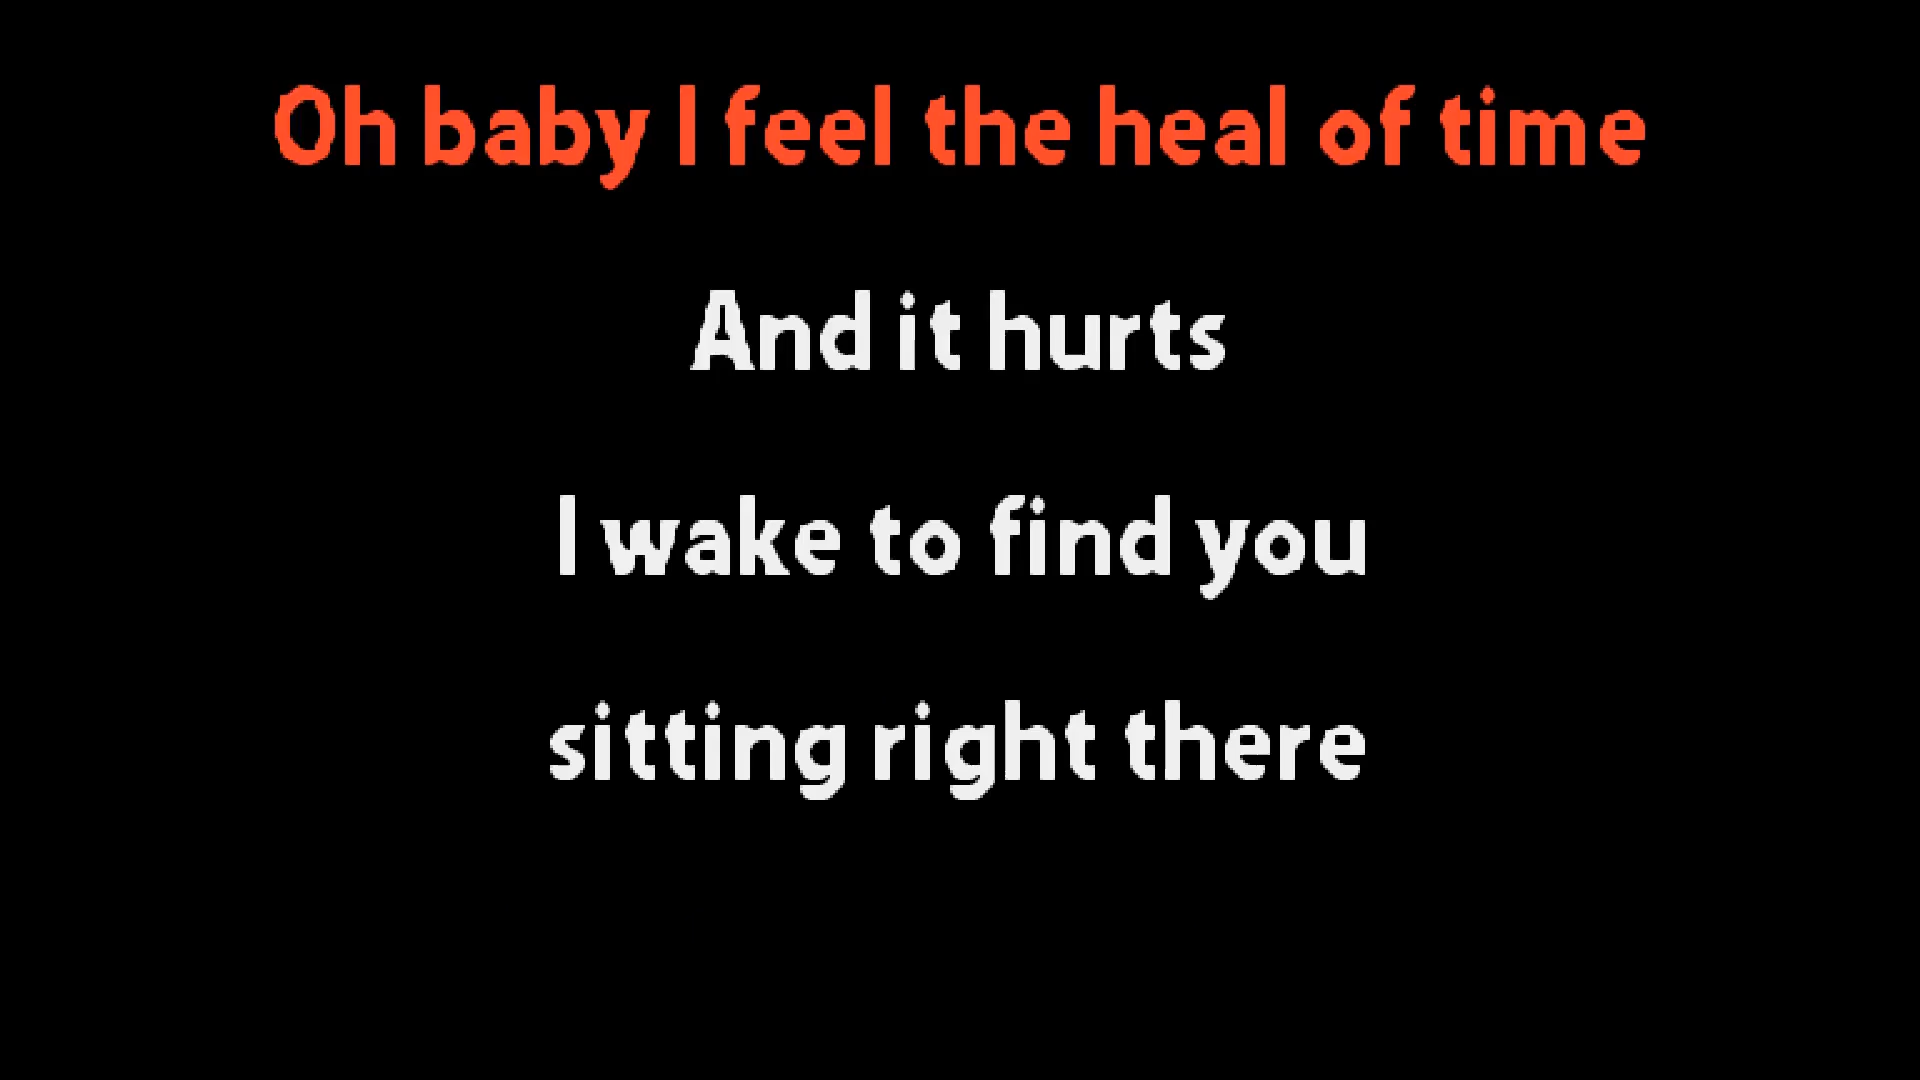 Oh baby I feel the heal of time
And it hurts
I wake to find you
sitting right there